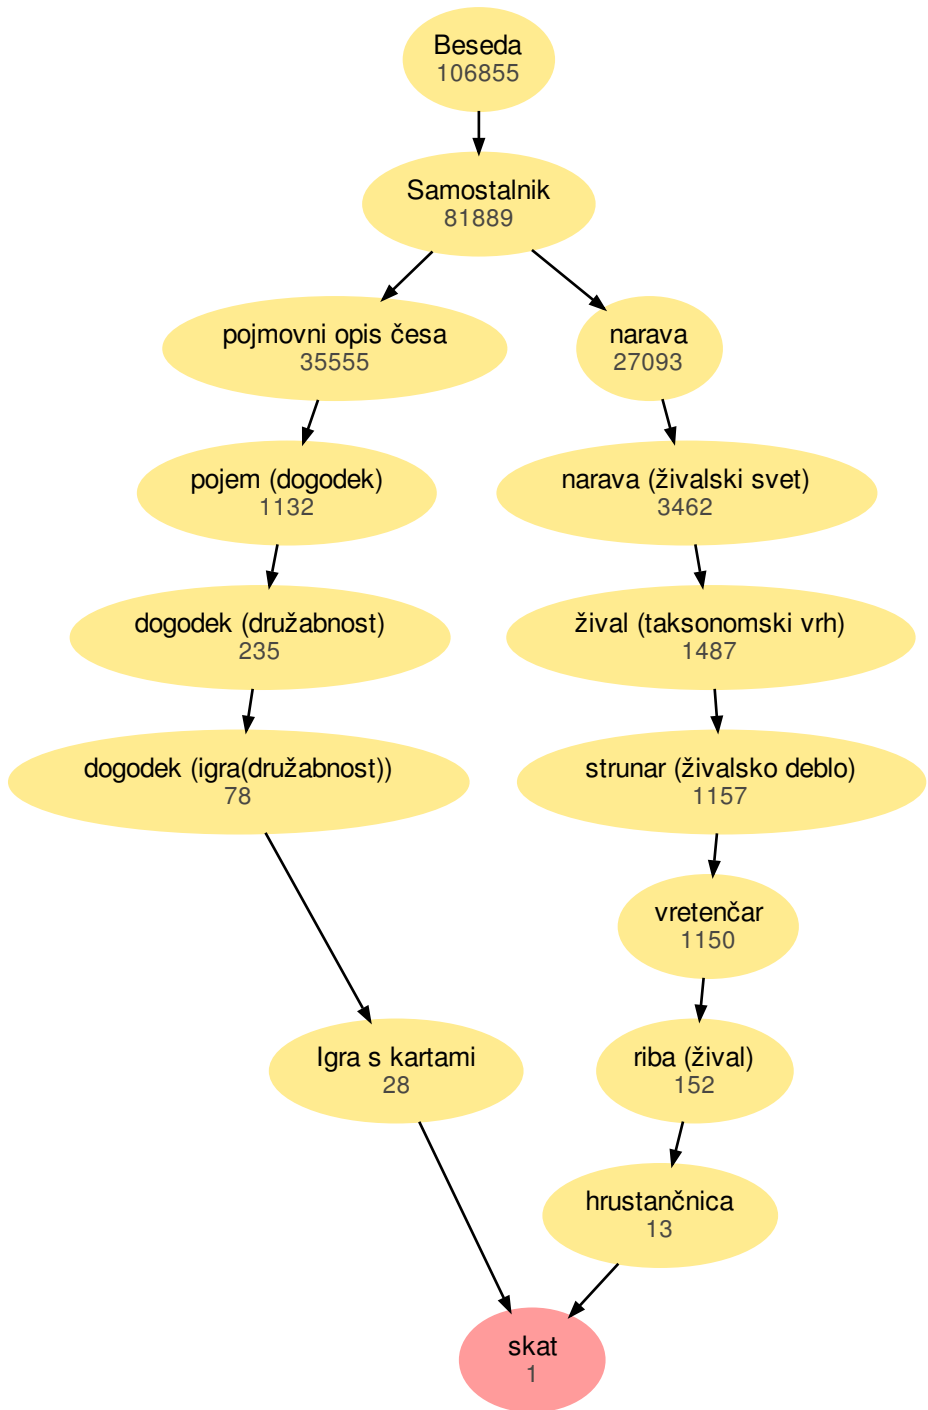 Beseda
106855
Samostalnik
81889
pojmovni opis česa
35555
narava
27093
pojem (dogodek)
1132
narava (živalski svet)
3462
dogodek (družabnost)
235
žival (taksonomski vrh)
1487
dogodek (igra(družabnost))
78
strunar (živalsko deblo)
1157
vretenčar
1150
Igra s kartami
28
riba (žival)
152
hrustančnica
13
skat
1